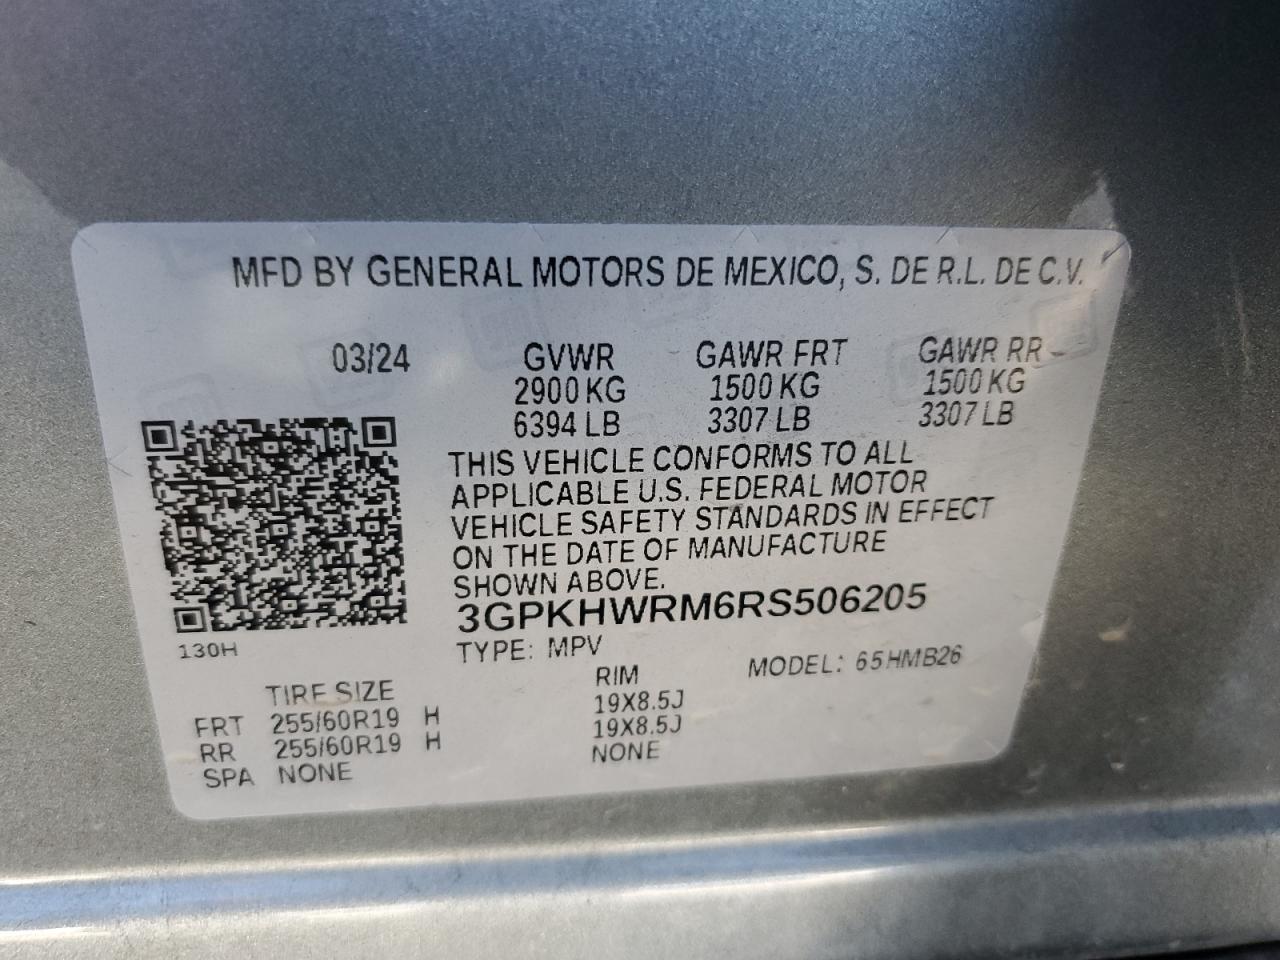 MFD BY GENERAL MOTORS DE MEXICO, S. DE R.L. DE C.V.
03/24 GVWR GAWR FRT GAWR RR
2900 KG 1500 KG 1500 KG
6394 LB 3307 LB 3307 LB
THIS VEHICLE CONFORMS TO ALL
APPLICABLE U.S. FEDERAL MOTOR
VEHICLE SAFETY STANDARDS IN EFFECT
ON THE DATE OF MANUFACTURE
SHOWN ABOVE.
3GPKHWRM6RS506205
130H
TYPE: MPV MODEL: 65HMB26
TIRE SIZE RIM
FRT 255/60R19 H 19X8.5J
RR 255/60R19 H 19X8.5J
SPA NONE NONE